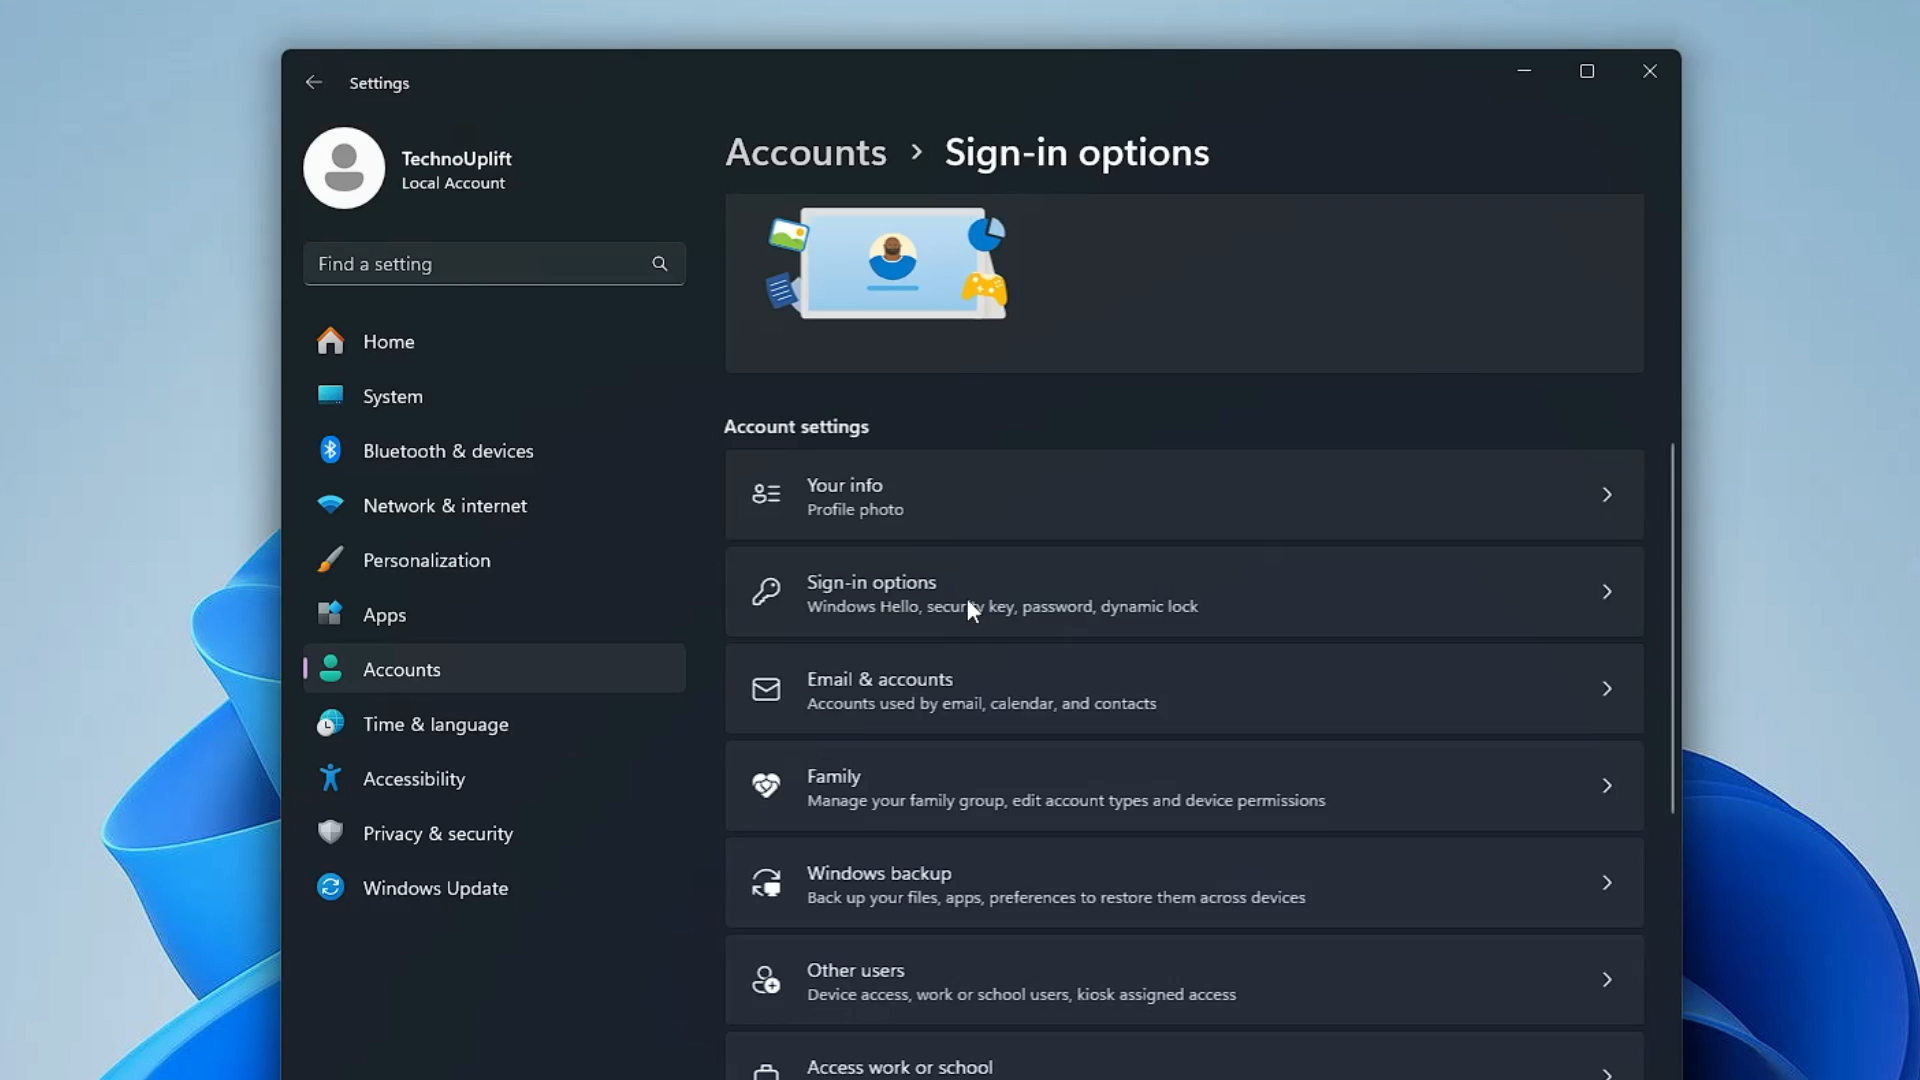 Settings
TechnoUplift
Local Account
Find a setting
Home
System
Bluetooth & devices
Network & internet
Personalization
Apps
Accounts
Time & language
Accessibility
Privacy & security
Windows Update
Accounts > Sign-in options
Account settings
Your info
Profile photo
Sign-in options
Windows Hello, security key, password, dynamic lock
Email & accounts
Accounts used by email, calendar, and contacts
Family
Manage your family group, edit account types and device permissions
Windows backup
Back up your files, apps, preferences to restore them across devices
Other users
Device access, work or school users, kiosk assigned access
Access work or school